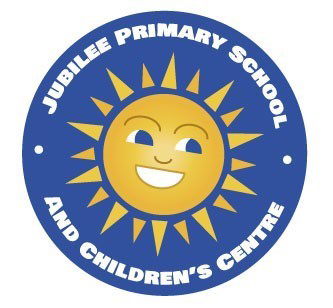 JUBILEE PRIMARY SCHOOL
AND CHILDREN'S CENTRE